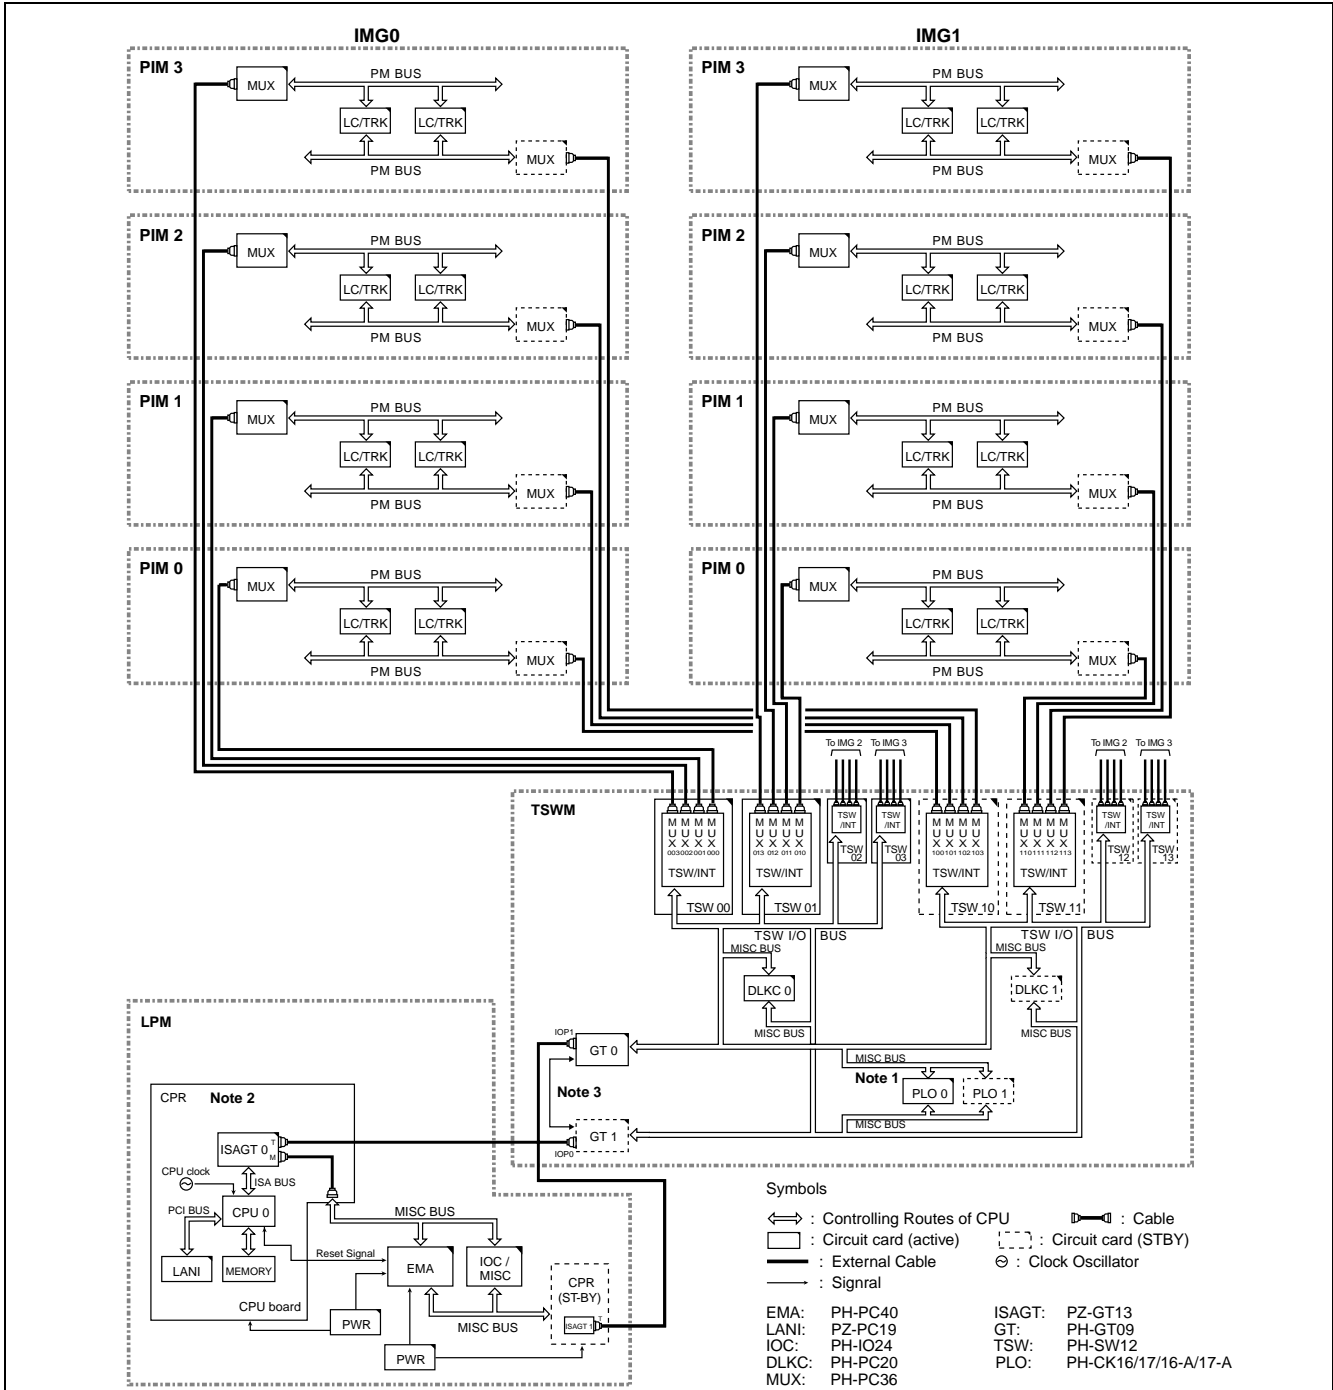 IMG0
IMG1
PIM 3
MUX
PM BUS
LC/TRK
LC/TRK
PM BUS
MUX
PIM 3
MUX
PM BUS
LC/TRK
LC/TRK
PM BUS
MUX
PIM 2
MUX
PM BUS
LC/TRK
LC/TRK
PM BUS
MUX
PIM 2
MUX
PM BUS
LC/TRK
LC/TRK
PM BUS
MUX
PIM 1
MUX
PM BUS
LC/TRK
LC/TRK
PM BUS
MUX
PIM 1
MUX
PM BUS
LC/TRK
LC/TRK
PM BUS
MUX
PIM 0
MUX
PM BUS
LC/TRK
LC/TRK
PM BUS
MUX
PIM 0
MUX
PM BUS
LC/TRK
LC/TRK
PM BUS
MUX
To IMG 2
To IMG 3
To IMG 2
To IMG 3
TSWM
MUX MUX MUX MUX
003 002 001 000
TSW/INT
TSW 00
MUX MUX MUX MUX
013 012 011 010
TSW/INT
TSW 01
TSW /INT
TSW 02
TSW /INT
TSW 03
MUX MUX MUX MUX
100 101 102 103
TSW/INT
TSW 10
MUX MUX MUX MUX
110 111 112 113
TSW/INT
TSW 11
TSW /INT
TSW 12
TSW /INT
TSW 13
TSW I/O BUS
MISC BUS
DLKC 0
MISC BUS
TSW I/O BUS
MISC BUS
DLKC 1
MISC BUS
IOP1
GT 0
MISC BUS
Note 1
PLO 0
PLO 1
MISC BUS
Note 3
GT 1
IOP0
LPM
CPR
Note 2
ISAGT 0
T
M
CPU clock
ISA BUS
PCI BUS
CPU 0
LANI
MEMORY
CPU board
MISC BUS
Reset Signal
EMA
IOC / MISC
CPR (ST-BY)
ISAGT 1
T
MISC BUS
PWR
PWR
Symbols
: Controlling Routes of CPU
: Cable
: Circuit card (active)
: Circuit card (STBY)
: External Cable
: Clock Oscillator
: Signral
EMA: PH-PC40
ISAGT: PZ-GT13
LANI: PZ-PC19
GT: PH-GT09
IOC: PH-IO24
TSW: PH-SW12
DLKC: PH-PC20
PLO: PH-CK16/17/16-A/17-A
MUX: PH-PC36